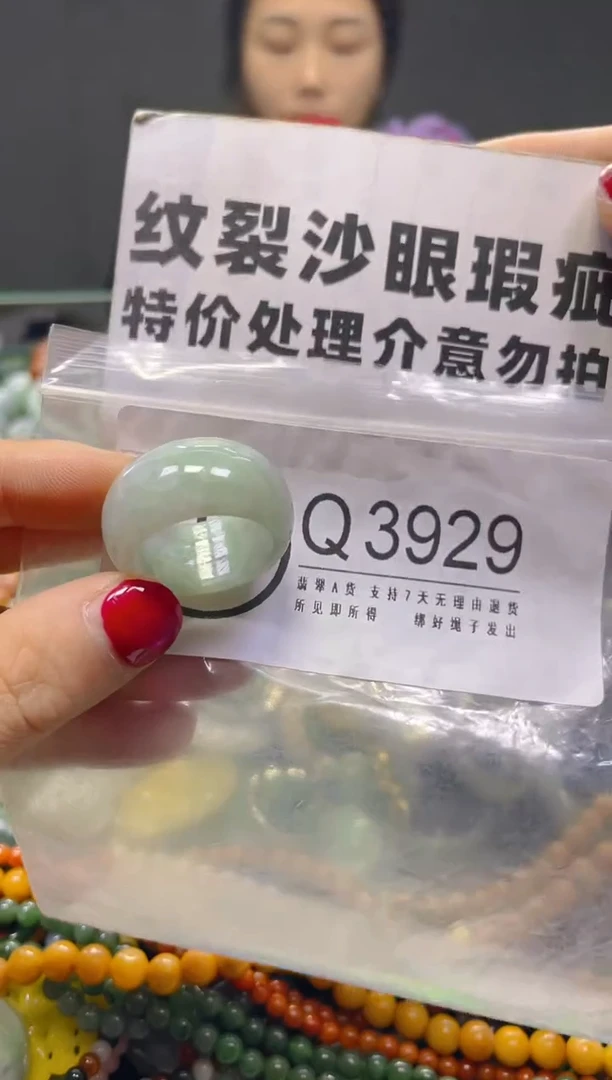 纹裂沙眼瑕疵
特价处理介意勿拍
Q 3929
翡翠A货 支持7天无理由退货
所见即所得 绑好绳子发出